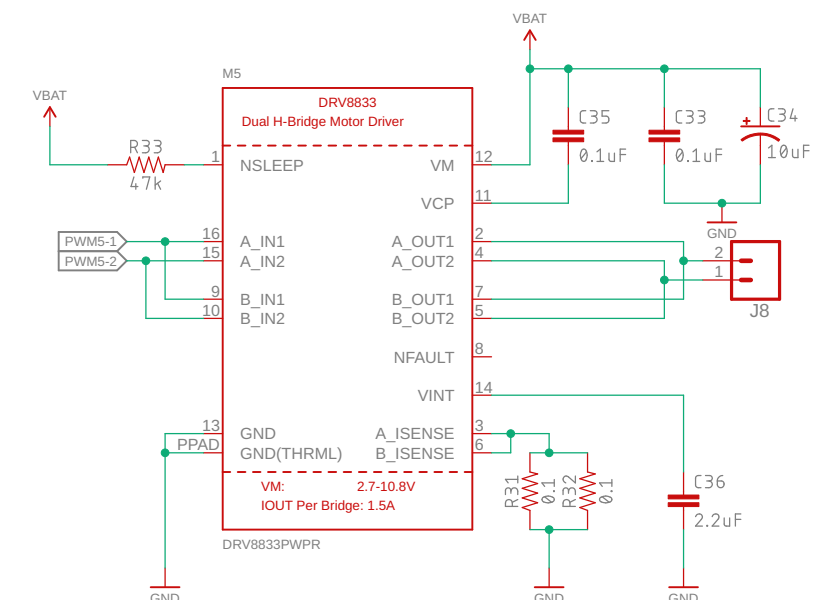 VBAT
M5
VBAT
DRV8833
Dual H-Bridge Motor Driver
C35
C33
C34
R33
47k
1
NSLEEP
VM
12
0.1uF
0.1uF
10uF
VCP
11
GND
PWM5-1
16
A_IN1
A_OUT1
2
PWM5-2
15
A_IN2
A_OUT2
4
2
1
9
B_IN1
B_OUT1
7
10
B_IN2
B_OUT2
5
J8
NFAULT
8
VINT
14
13
GND
A_ISENSE
3
PPAD
GND(THRML)
B_ISENSE
6
VM: 2.7-10.8V
IOUT Per Bridge: 1.5A
R31
0.1
R32
0.1
C36
2.2uF
DRV8833PWPR
GND
GND
GND